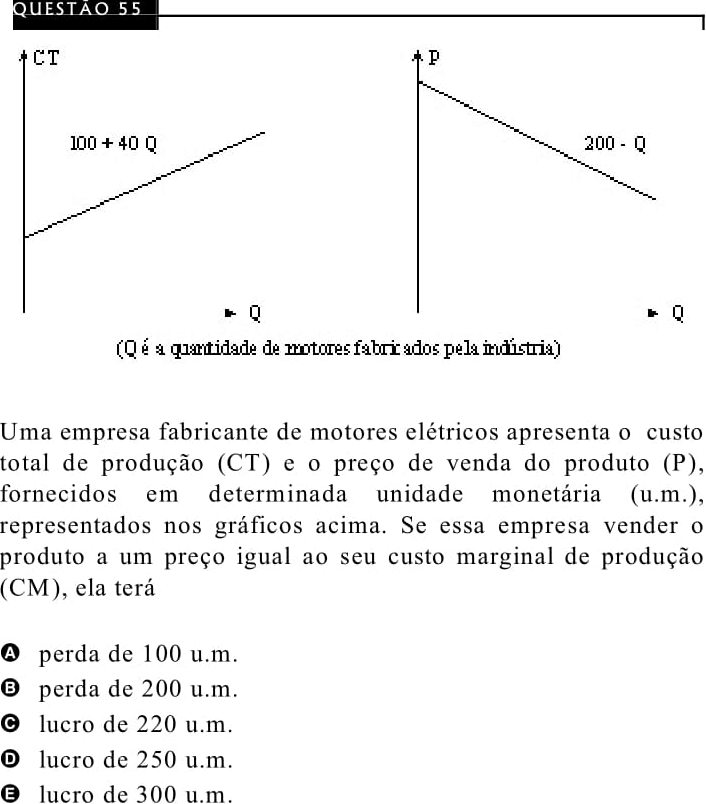 QUESTÃO 55
CT
P
100 + 40 Q
200 - Q
Q
Q
(Q é a quantidade de motores fabricados pela indústria)
Uma empresa fabricante de motores elétricos apresenta o custo
total de produção (CT) e o preço de venda do produto (P),
fornecidos em determinada unidade monetária (u.m.),
representados nos gráficos acima. Se essa empresa vender o
produto a um preço igual ao seu custo marginal de produção
(CM), ela terá
A perda de 100 u.m.
B perda de 200 u.m.
C lucro de 220 u.m.
D lucro de 250 u.m.
E lucro de 300 u.m.